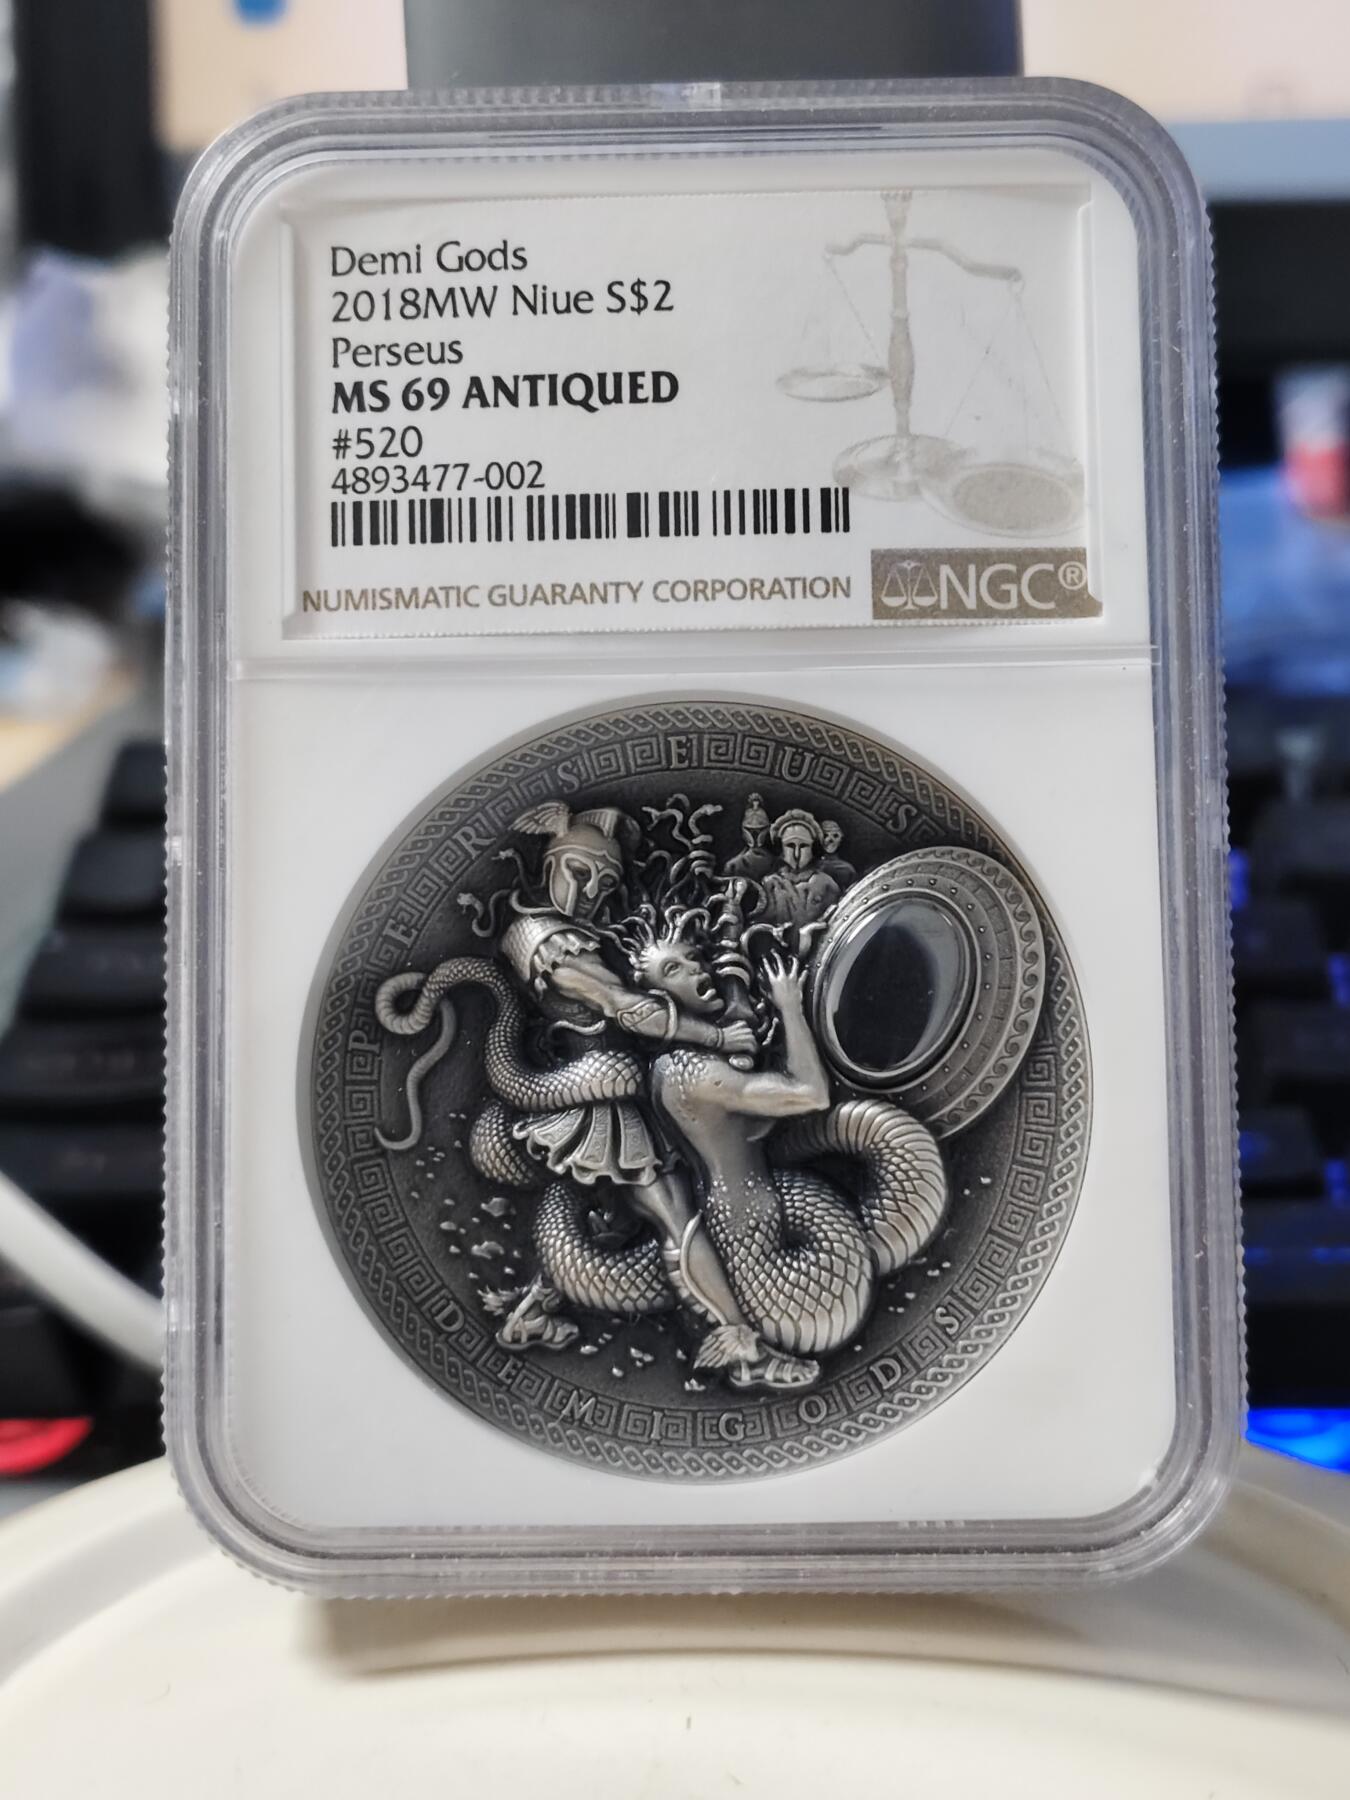 Demi Gods
2018MW Niue S$2
Perseus
MS 69 ANTIQUED
#520
4893477-002
NUMISMATIC GUARANTY CORPORATION NGC®
PERSEUS
DEMIGODS